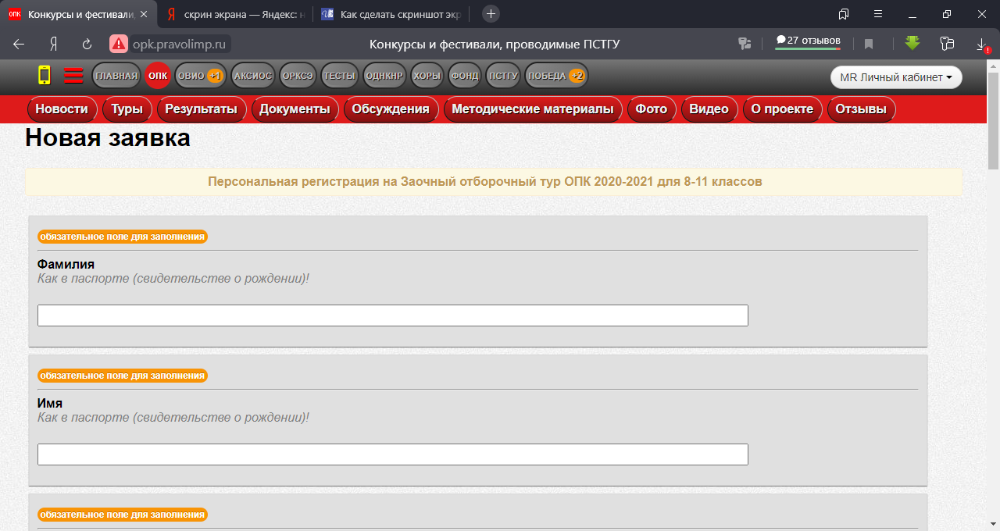 ОПК Конкурсы и фестивали,
скрин экрана — Яндекс: н
Как сделать скриншот экр
opk.pravolimp.ru
Конкурсы и фестивали, проводимые ПСТГУ
27 отзывов
ГЛАВНАЯ ОПК ОВИО +1 АКСИОС ОРКСЭ ТЕСТЫ ОДНКНР ХОРЫ ФОНД ПСТГУ ПОБЕДА +2
MR Личный кабинет
Новости Туры Результаты Документы Обсуждения Методические материалы Фото Видео О проекте Отзывы
Новая заявка
Персональная регистрация на Заочный отборочный тур ОПК 2020-2021 для 8-11 классов
обязательное поле для заполнения
Фамилия
Как в паспорте (свидетельстве о рождении)!
обязательное поле для заполнения
Имя
Как в паспорте (свидетельстве о рождении)!
обязательное поле для заполнения